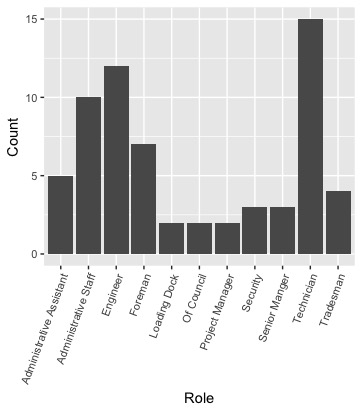 15
10
5
0
Count
Administrative Assistant
Administrative Staff
Engineer
Foreman
Loading Dock
Of Council
Project Manager
Security
Senior Manger
Technician
Tradesman
Role